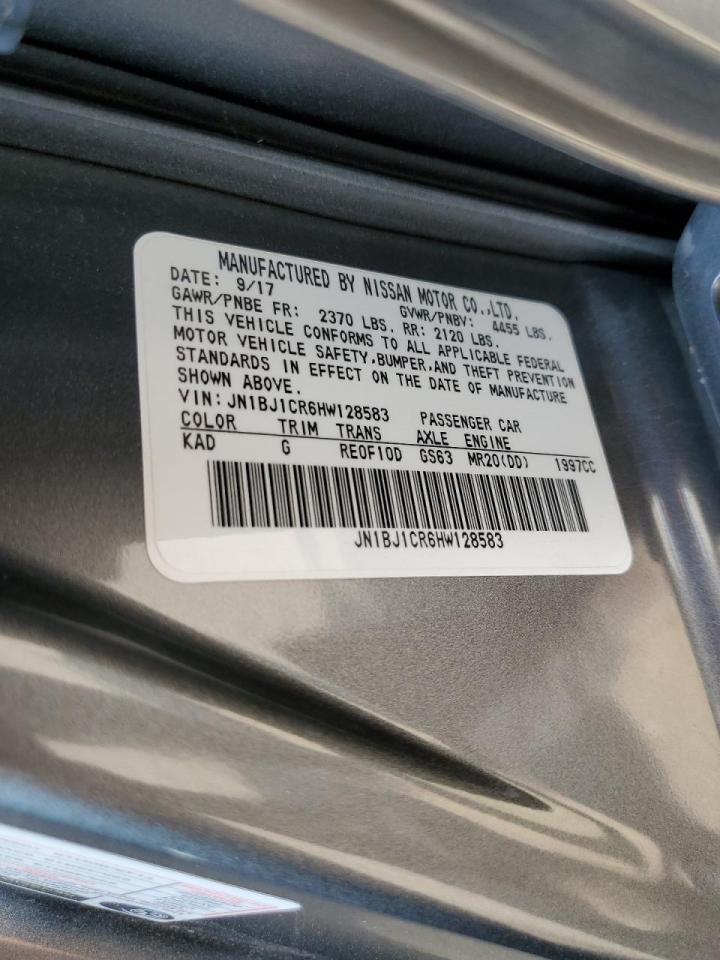 MANUFACTURED BY NISSAN MOTOR CO.,LTD.
DATE: 9/17 GVWR/PNBV: 4455 LBS.
GAWR/PNBE FR: 2370 LBS. RR: 2120 LBS.
THIS VEHICLE CONFORMS TO ALL APPLICABLE FEDERAL
MOTOR VEHICLE SAFETY,BUMPER,AND THEFT PREVENTION
STANDARDS IN EFFECT ON THE DATE OF MANUFACTURE
SHOWN ABOVE.
VIN: JN1BJ1CR6HW128583 PASSENGER CAR
COLOR TRIM TRANS AXLE ENGINE
KAD G RE0F10D GS63 MR20(DD) 1997CC
JN1BJ1CR6HW128583